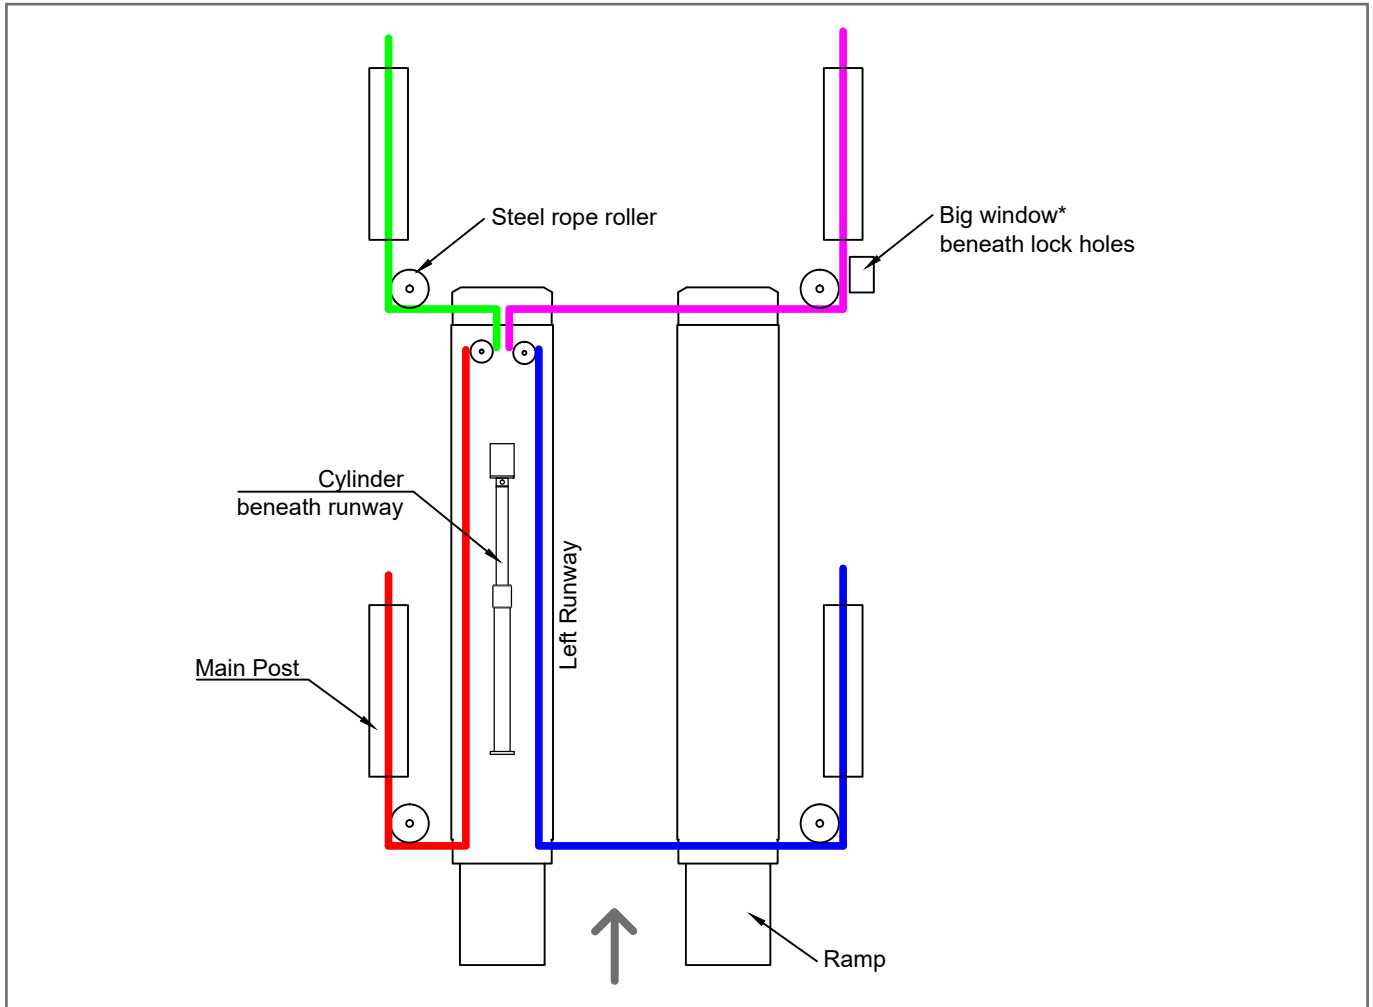 Steel rope roller
Big window*
beneath lock holes
Cylinder
beneath runway
Left Runway
Main Post
Ramp